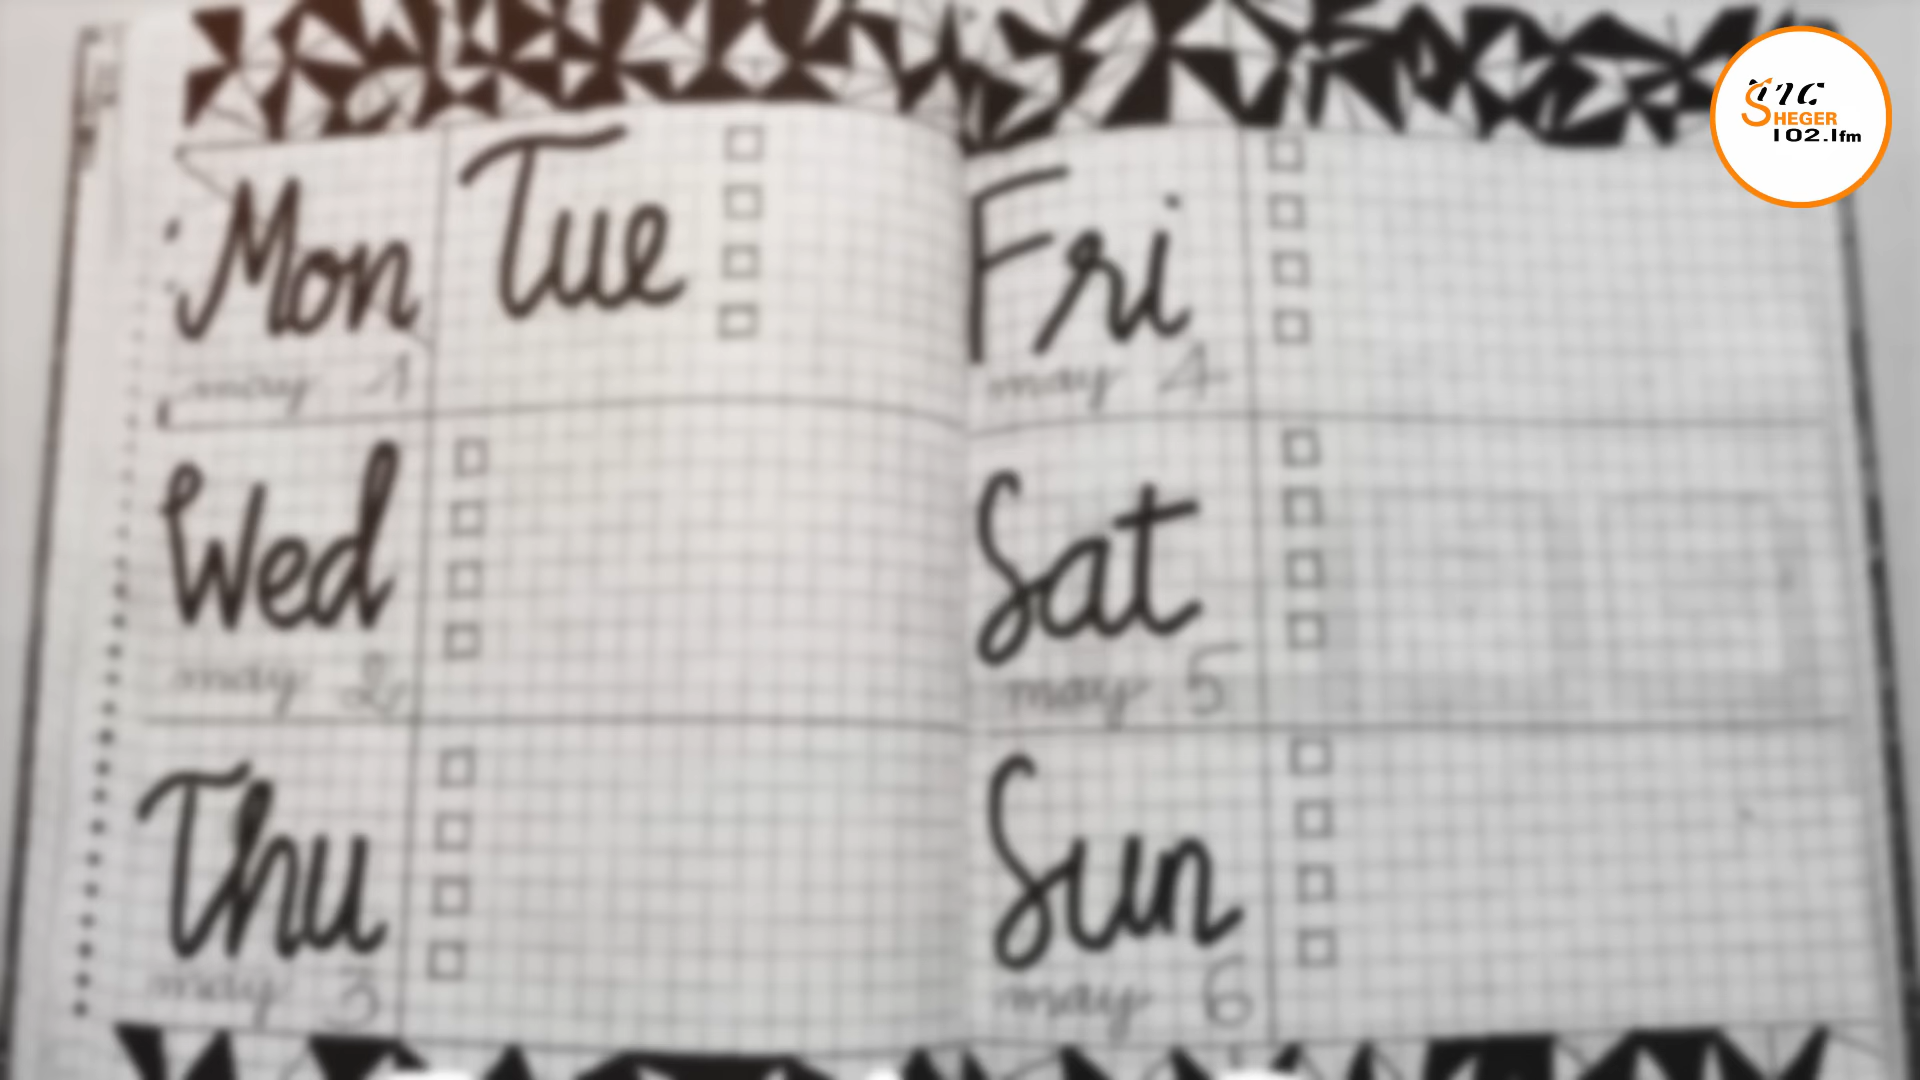 Mon
may 1
Tue
Wed
may 2
Thu
may 3
Fri
may 4
Sat
may 5
Sun
may 6
ሸገር
SHEGER
102.1fm